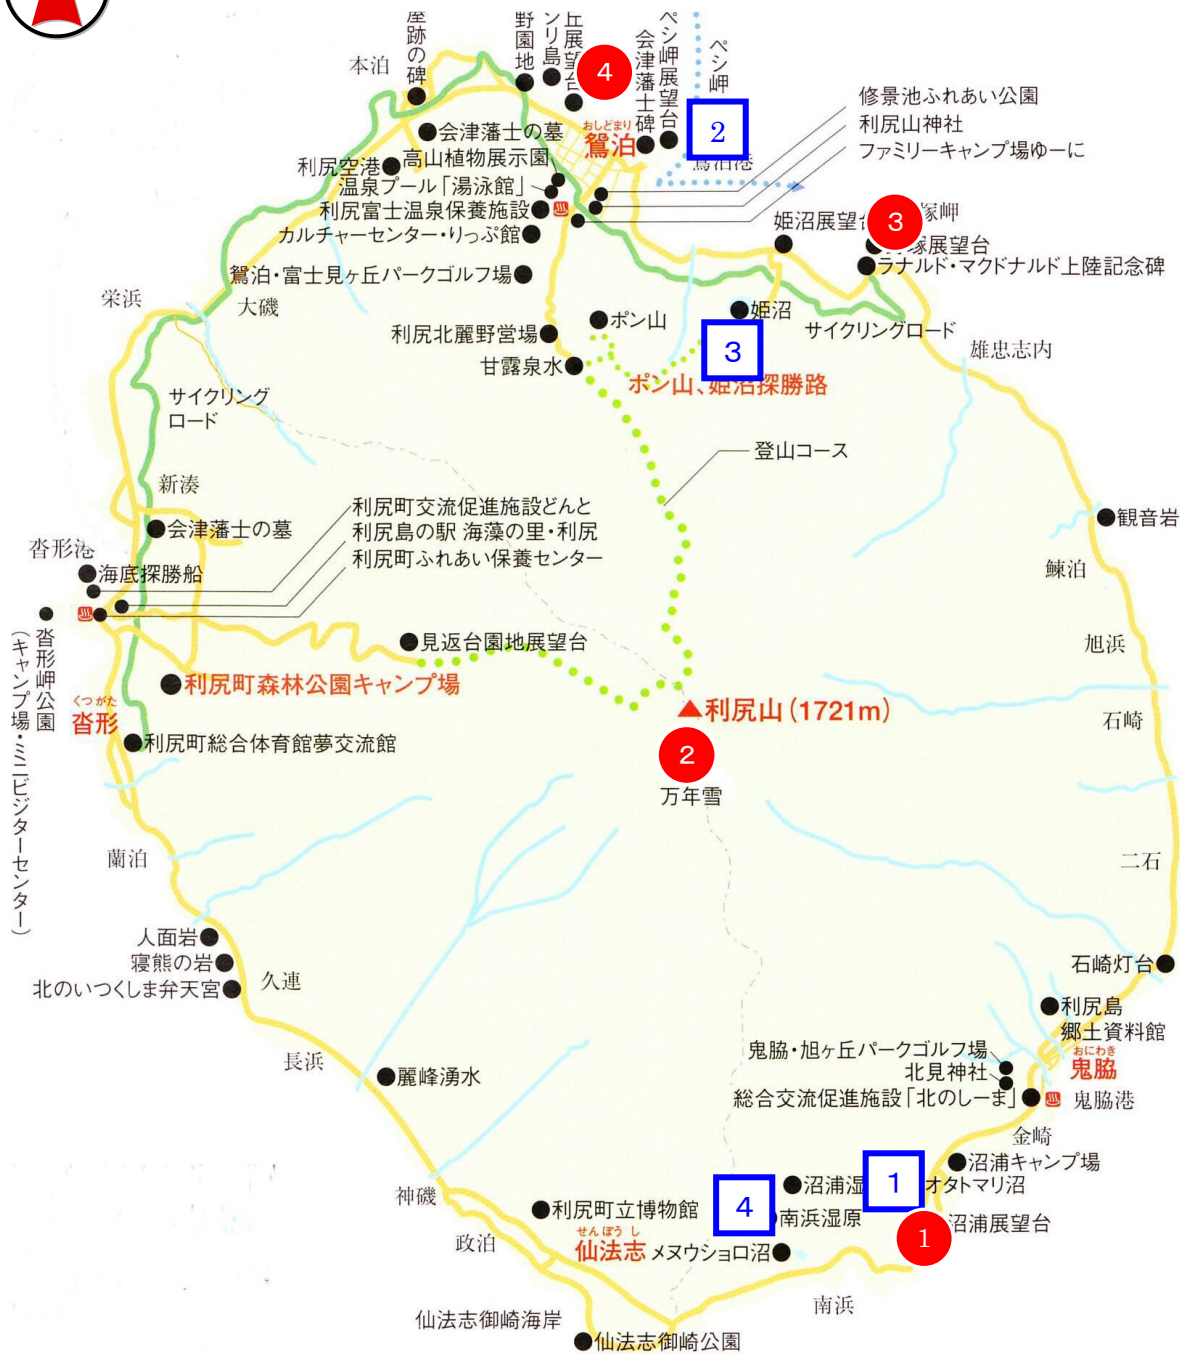 屋跡の碑
野園地
ンリ島
丘展望台
4
会津藩士碑
ペシ岬展望台
ペシ岬
本泊
2
修景池ふれあい公園
利尻山神社
ファミリーキャンプ場ゆーに
おしどまり
鴛泊
鴛泊港
会津藩士の墓
利尻空港
高山植物展示園
温泉プール「湯泳館」
利尻富士温泉保養施設
カルチャーセンター・りっぷ館
鴛泊・富士見ヶ丘パークゴルフ場
姫沼展望台
3
塚岬
塚展望台
ラナルド・マクドナルド上陸記念碑
栄浜
大磯
ポン山
姫沼
サイクリングロード
利尻北麓野営場
甘露泉水
3
雄忠志内
ポン山、姫沼探勝路
サイクリング
ロード
登山コース
新湊
利尻町交流促進施設どんと
利尻島の駅 海藻の里・利尻
利尻町ふれあい保養センター
会津藩士の墓
観音岩
沓形港
海底探勝船
鰊泊
沓形岬公園
(キャンプ場・ミニビジターセンター)
見返台園地展望台
旭浜
利尻町森林公園キャンプ場
くつがた
沓形
利尻山(1721m)
石崎
利尻町総合体育館夢交流館
2
万年雪
蘭泊
二石
人面岩
寝熊の岩
北のいつくしま弁天宮
久連
石崎灯台
利尻島
郷土資料館
長浜
麗峰湧水
鬼脇・旭ヶ丘パークゴルフ場
北見神社
総合交流促進施設「北のしーま」
おにわき
鬼脇
鬼脇港
金崎
沼浦キャンプ場
1
オタトマリ沼
沼浦湿
神磯
利尻町立博物館
4
南浜湿原
沼浦展望台
1
政泊
せんぽうし
仙法志
メヌウショロ沼
南浜
仙法志御崎海岸
仙法志御崎公園